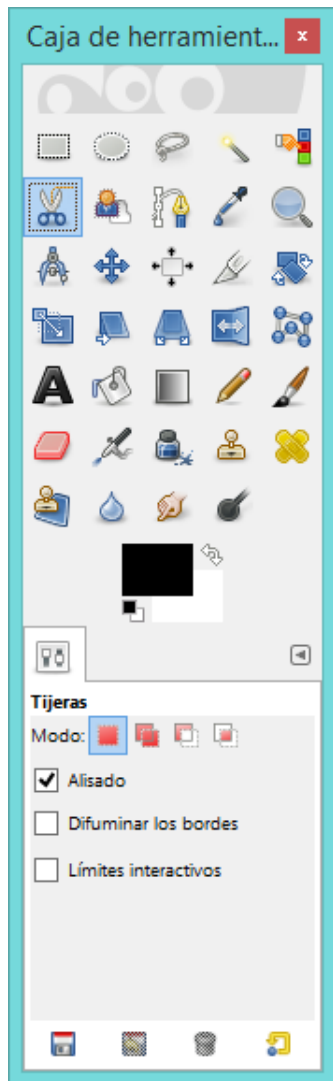 Caja de herramient...
Tijeras
Modo:
Alisado
Difuminar los bordes
Límites interactivos